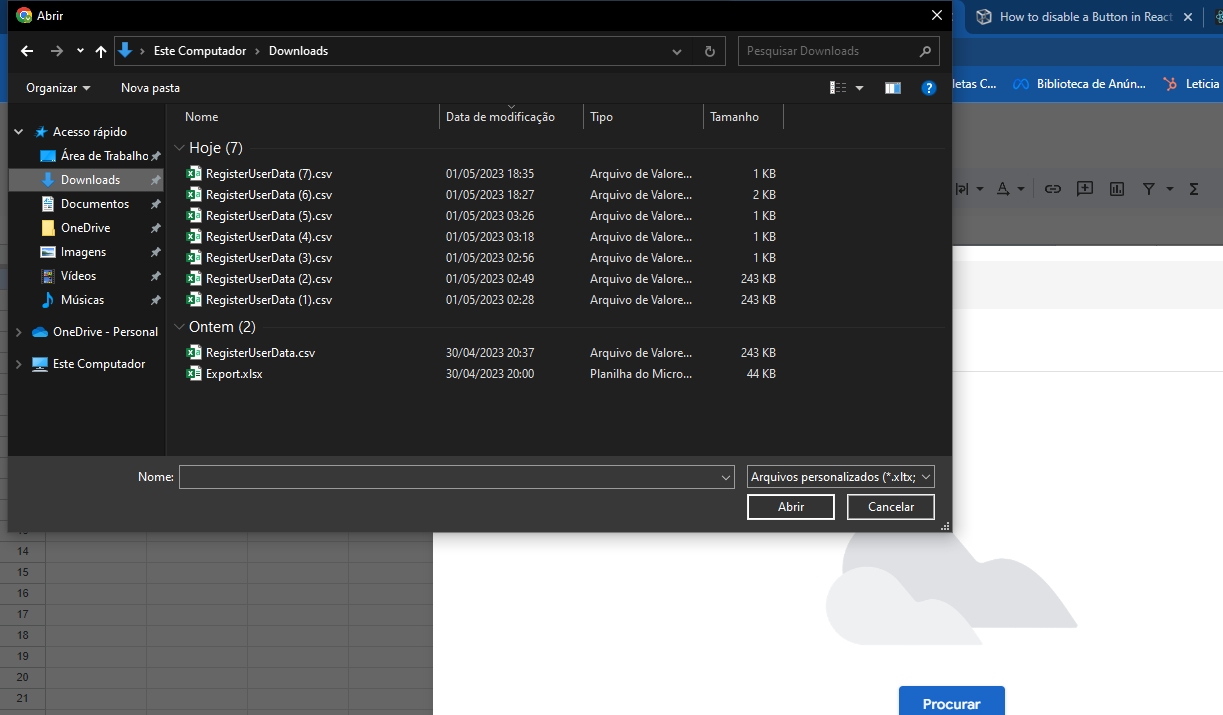 Abrir
How to disable a Button in React
Este Computador
Downloads
Pesquisar Downloads
Organizar
Nova pasta
letas C...
Biblioteca de Anún...
Leticia
Nome
Data de modificação
Tipo
Tamanho
Acesso rápido
Área de Trabalho
Downloads
Documentos
OneDrive
Imagens
Vídeos
Músicas
OneDrive - Personal
Este Computador
Hoje (7)
RegisterUserData (7).csv 01/05/2023 18:35 Arquivo de Valore... 1 KB
RegisterUserData (6).csv 01/05/2023 18:27 Arquivo de Valore... 2 KB
RegisterUserData (5).csv 01/05/2023 03:26 Arquivo de Valore... 1 KB
RegisterUserData (4).csv 01/05/2023 03:18 Arquivo de Valore... 1 KB
RegisterUserData (3).csv 01/05/2023 02:56 Arquivo de Valore... 1 KB
RegisterUserData (2).csv 01/05/2023 02:49 Arquivo de Valore... 243 KB
RegisterUserData (1).csv 01/05/2023 02:28 Arquivo de Valore... 243 KB
Ontem (2)
RegisterUserData.csv 30/04/2023 20:37 Arquivo de Valore... 243 KB
Export.xlsx 30/04/2023 20:00 Planilha do Micro... 44 KB
Nome:
Arquivos personalizados (*.xltx;
Abrir
Cancelar
14
15
16
17
18
19
20
21
Procurar